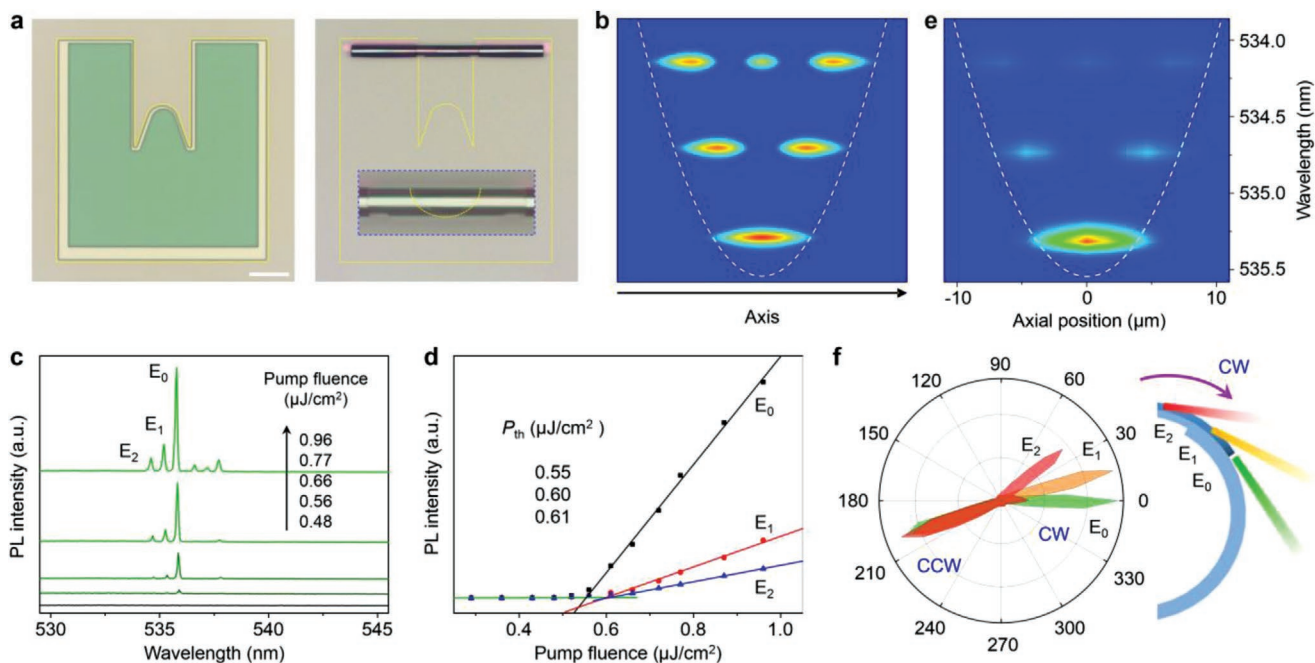 a
b
e
534.0
534.5
535.0
535.5
Wavelength (nm)
Axis
-10
0
10
Axial position (μm)
c
E0
E1
E2
Pump fluence
(μJ/cm²)
0.96
0.77
0.66
0.56
0.48
PL intensity (a.u.)
530
535
540
545
Wavelength (nm)
d
Pth (μJ/cm²)
0.55
0.60
0.61
E0
E1
E2
PL intensity (a.u.)
0.4
0.6
0.8
1.0
Pump fluence (μJ/cm²)
f
90
120
60
150
30
180
0
210
330
240
300
270
E2
E1
E0
CW
CCW
CW
E2
E1
E0